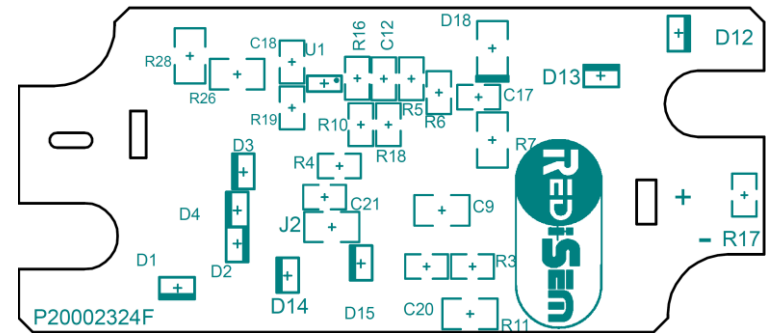 D18
D12
R16
C12
C18
U1
R28
D13
R26
C17
R5
R6
R19
R10
R18
R7
D3
R4
REDiSEM
C21
C9
D4
J2
+
- R17
D2
D1
R3
D14
C20
D15
P20002324F
R11